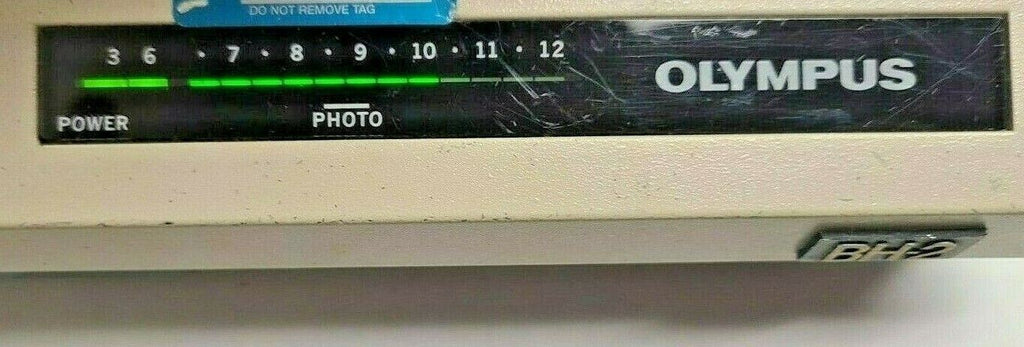 DO NOT REMOVE TAG
3 6 · 7 · 8 · 9 · 10 · 11 · 12
OLYMPUS
POWER
PHOTO
BH-2